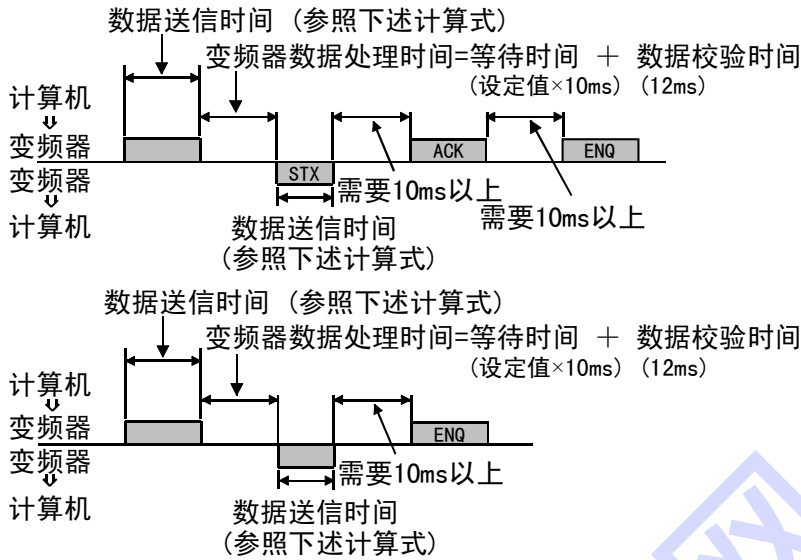 数据送信时间 (参照下述计算式)
变频器数据处理时间=等待时间 + 数据校验时间
(设定值×10ms) (12ms)
计算机
⇓
变频器
ACK
ENQ
变频器
⇓
计算机
STX
需要10ms以上
需要10ms以上
数据送信时间
(参照下述计算式)
数据送信时间 (参照下述计算式)
变频器数据处理时间=等待时间 + 数据校验时间
(设定值×10ms) (12ms)
计算机
⇓
变频器
ENQ
变频器
⇓
计算机
需要10ms以上
数据送信时间
(参照下述计算式)